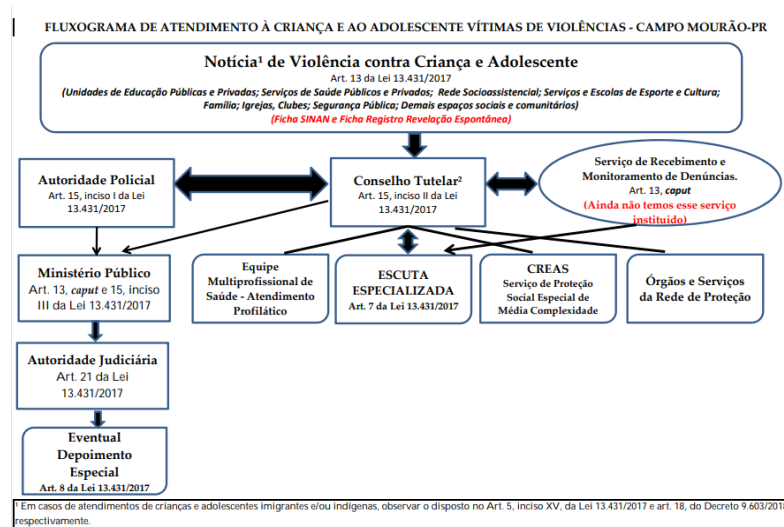 FLUXOGRAMA DE ATENDIMENTO À CRIANÇA E AO ADOLESCENTE VÍTIMAS DE VIOLÊNCIAS - CAMPO MOURÃO-PR
Notícia¹ de Violência contra Criança e Adolescente
Art. 13 da Lei 13.431/2017
(Unidades de Educação Públicas e Privadas; Serviços de Saúde Públicos e Privados; Rede Socioassistencial; Serviços e Escolas de Esporte e Cultura;
Família; Igrejas, Clubes; Segurança Pública; Demais espaços sociais e comunitários)
(Ficha SINAN e Ficha Registro Revelação Espontânea)
Autoridade Policial
Art. 15, inciso I da Lei
13.431/2017
Conselho Tutelar²
Art. 15, inciso II da Lei
13.431/2017
Serviço de Recebimento e
Monitoramento de Denúncias.
Art. 13, caput
(Ainda não temos esse serviço
instituído)
Ministério Público
Art. 13, caput e 15, inciso
III da Lei 13.431/2017
Equipe
Multiprofissional de
Saúde - Atendimento
Profilático
ESCUTA
ESPECIALIZADA
Art. 7 da Lei 13.431/2017
CREAS
Serviço de Proteção
Social Especial de
Média Complexidade
Órgãos e Serviços
da Rede de Proteção
Autoridade Judiciária
Art. 21 da Lei
13.431/2017
Eventual
Depoimento
Especial
Art. 8 da Lei 13.431/2017
¹ Em casos de atendimentos de crianças e adolescentes imigrantes e/ou indígenas, observar o disposto no Art. 5, inciso XV, da Lei 13.431/2017 e art. 18, do Decreto
respectivamente.